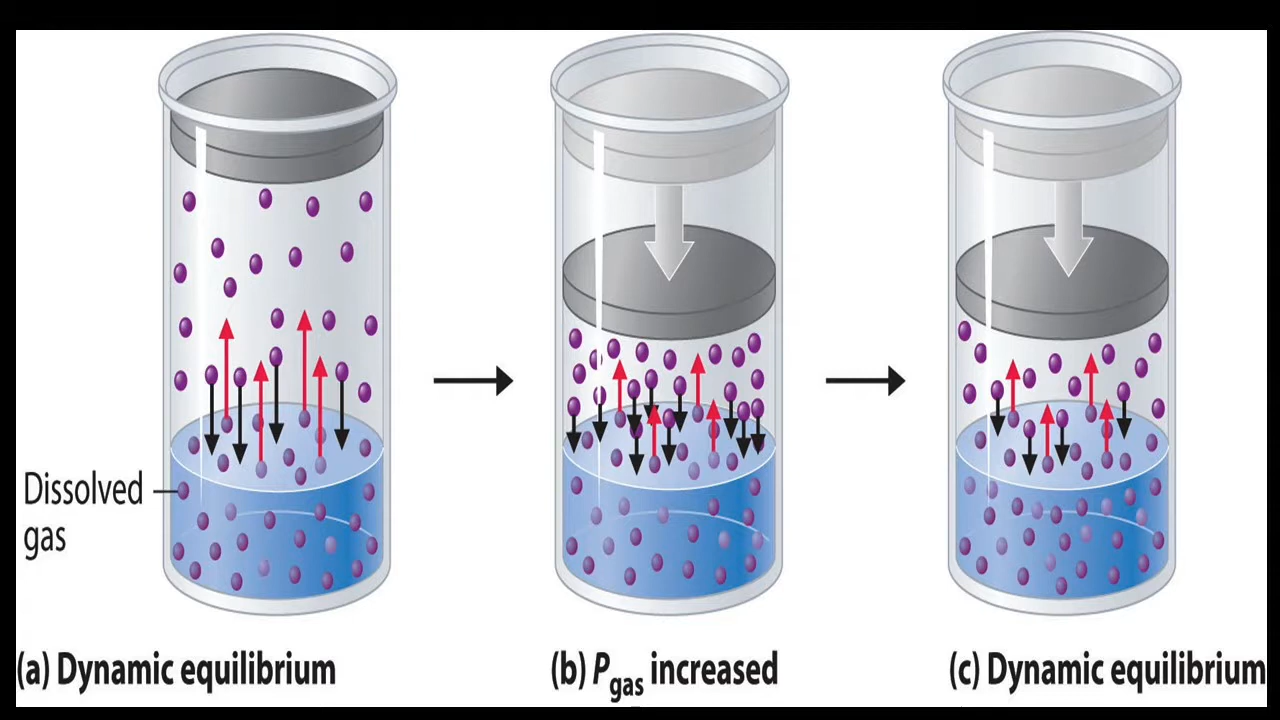 Dissolved
gas
(a) Dynamic equilibrium
(b) Pgas increased
(c) Dynamic equilibrium